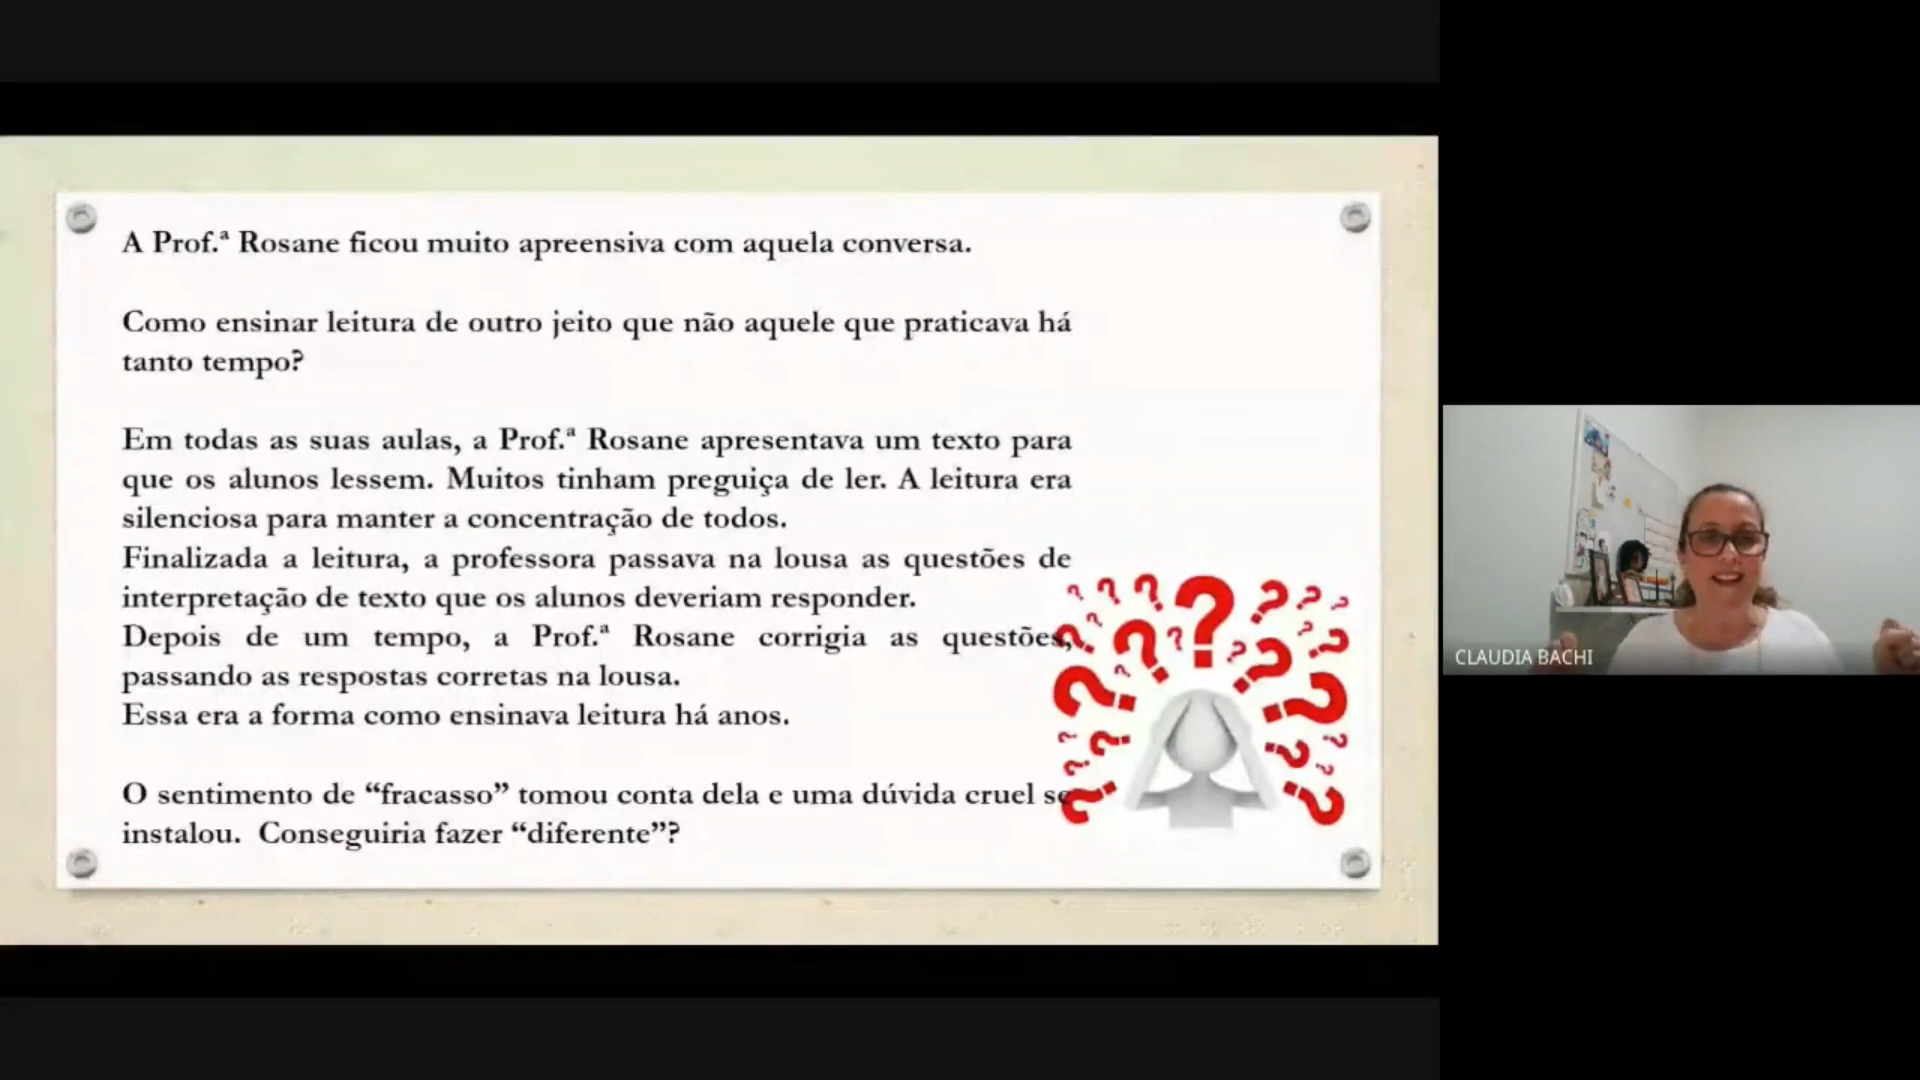 A Prof.ª Rosane ficou muito apreensiva com aquela conversa.
Como ensinar leitura de outro jeito que não aquele que praticava há
tanto tempo?
Em todas as suas aulas, a Prof.ª Rosane apresentava um texto para
que os alunos lessem. Muitos tinham preguiça de ler. A leitura era
silenciosa para manter a concentração de todos.
Finalizada a leitura, a professora passava na lousa as questões de
interpretação de texto que os alunos deveriam responder.
Depois de um tempo, a Prof.ª Rosane corrigia as questões,
passando as respostas corretas na lousa.
Essa era a forma como ensinava leitura há anos.
O sentimento de “fracasso” tomou conta dela e uma dúvida cruel se
instalou.  Conseguiria fazer “diferente”?
CLAUDIA BACHI